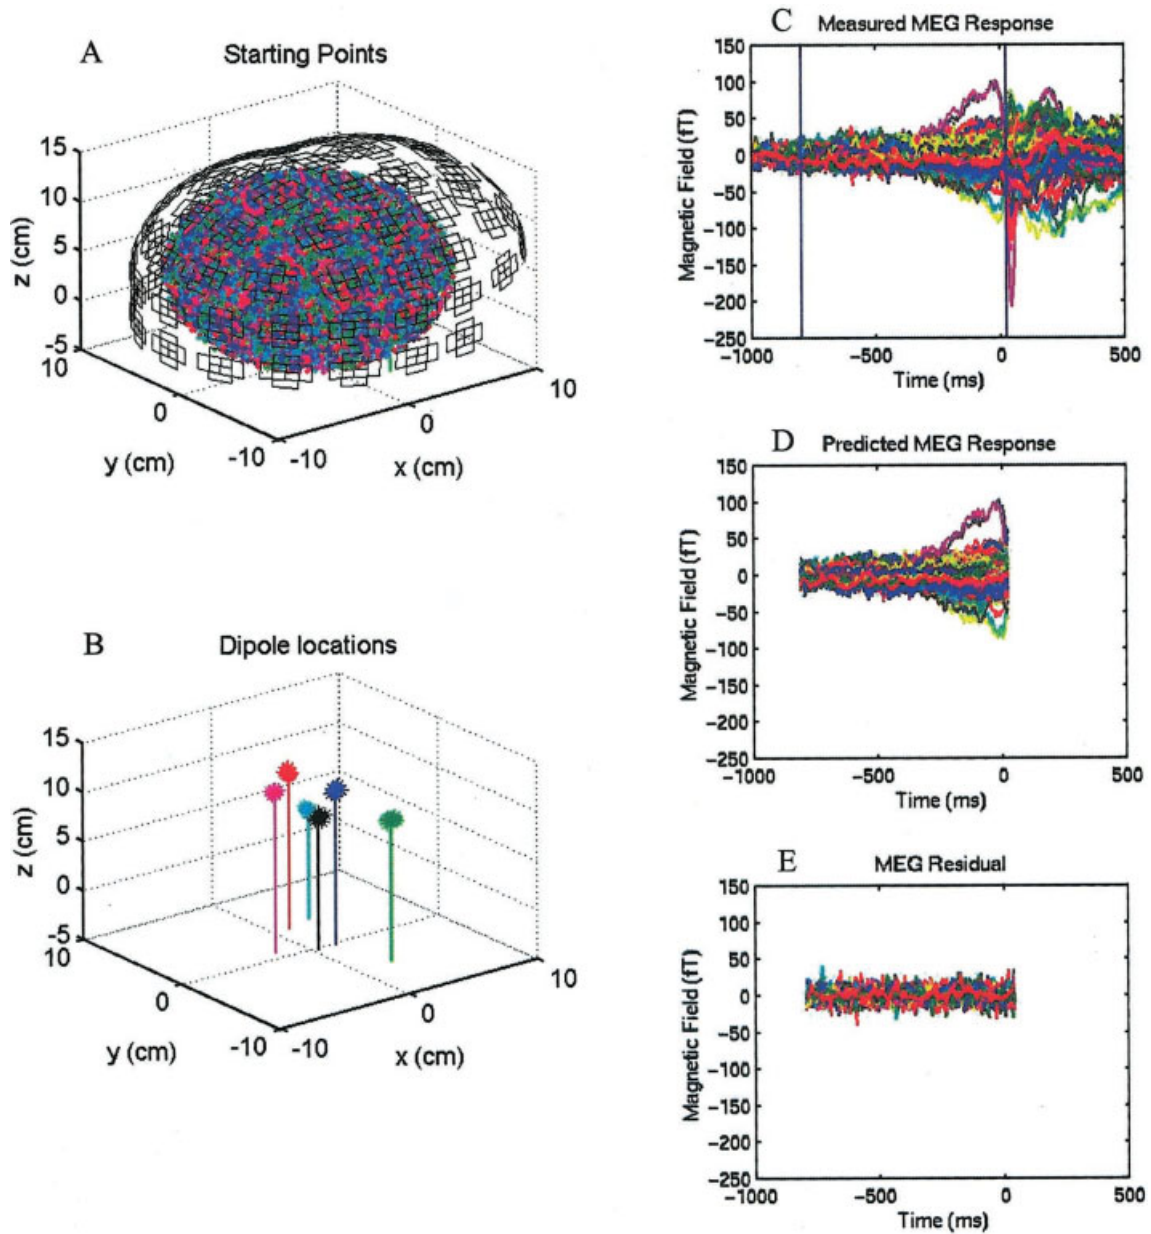 A
Starting Points
15
10
5
0
-5
z (cm)
10
0
-10
y (cm)
-10
0
10
x (cm)
B
Dipole locations
15
10
5
0
-5
z (cm)
10
0
-10
y (cm)
-10
0
10
x (cm)
C
Measured MEG Response
150
100
50
0
-50
-100
-150
-200
-250
Magnetic Field (fT)
-1000
-500
0
500
Time (ms)
D
Predicted MEG Response
150
100
50
0
-50
-100
-150
-200
-250
Magnetic Field (fT)
-1000
-500
0
500
Time (ms)
E
MEG Residual
150
100
50
0
-50
-100
-150
-200
-250
Magnetic Field (fT)
-1000
-500
0
500
Time (ms)